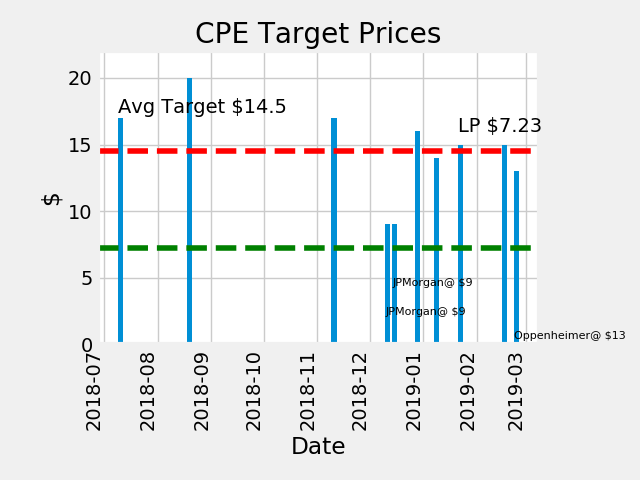 CPE Target Prices
20
Avg Target $14.5
LP $7.23
15
$
10
5
JPMorgan@ $9
JPMorgan@ $9
Oppenheimer@ $13
0
2018-07
2018-08
2018-09
2018-10
2018-11
2018-12
2019-01
2019-02
2019-03
Date